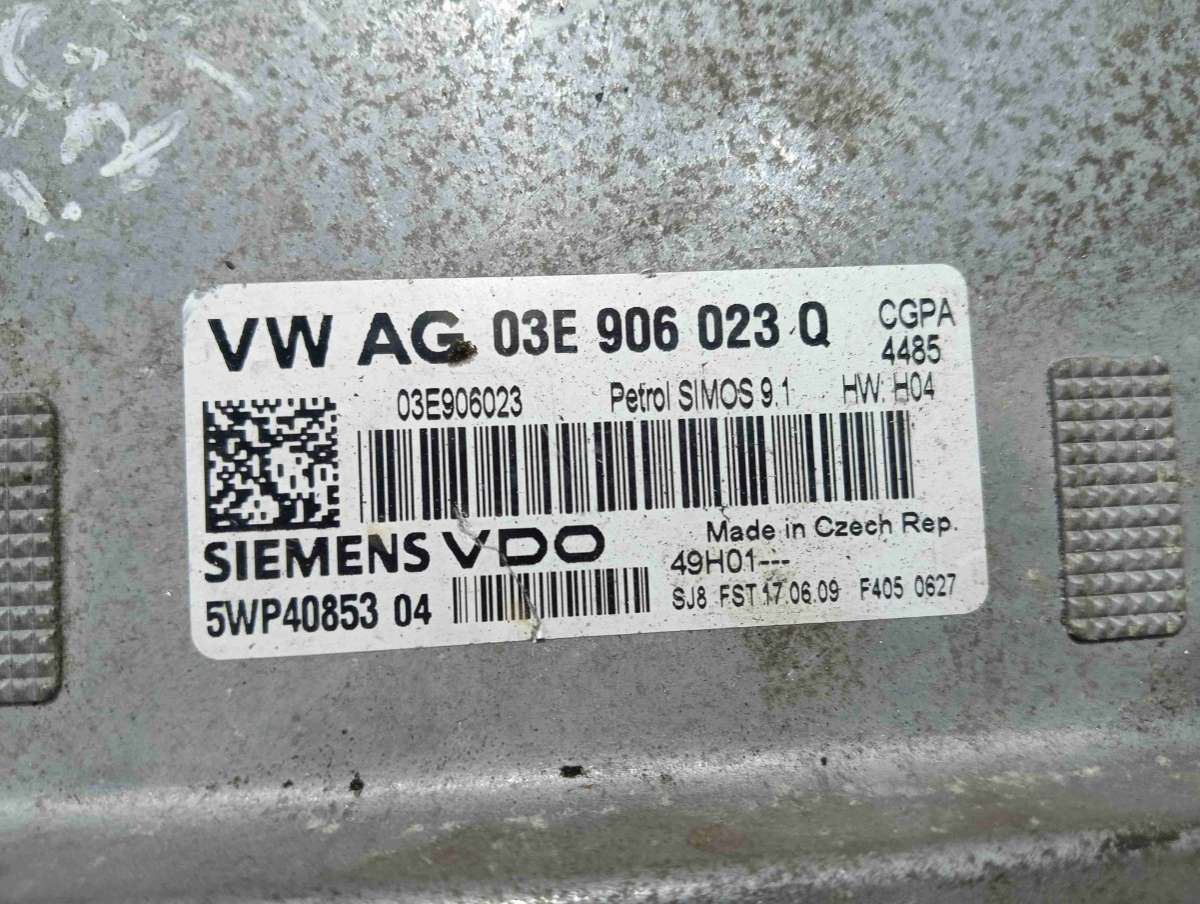 VW AG 03E 906 023 Q CGPA
4485
03E906023 Petrol SIMOS 9.1 HW: H04
SIEMENS VDO Made in Czech Rep.
49H01---
5WP40853 04 SJ8 FST 17.06.09 F405 0627